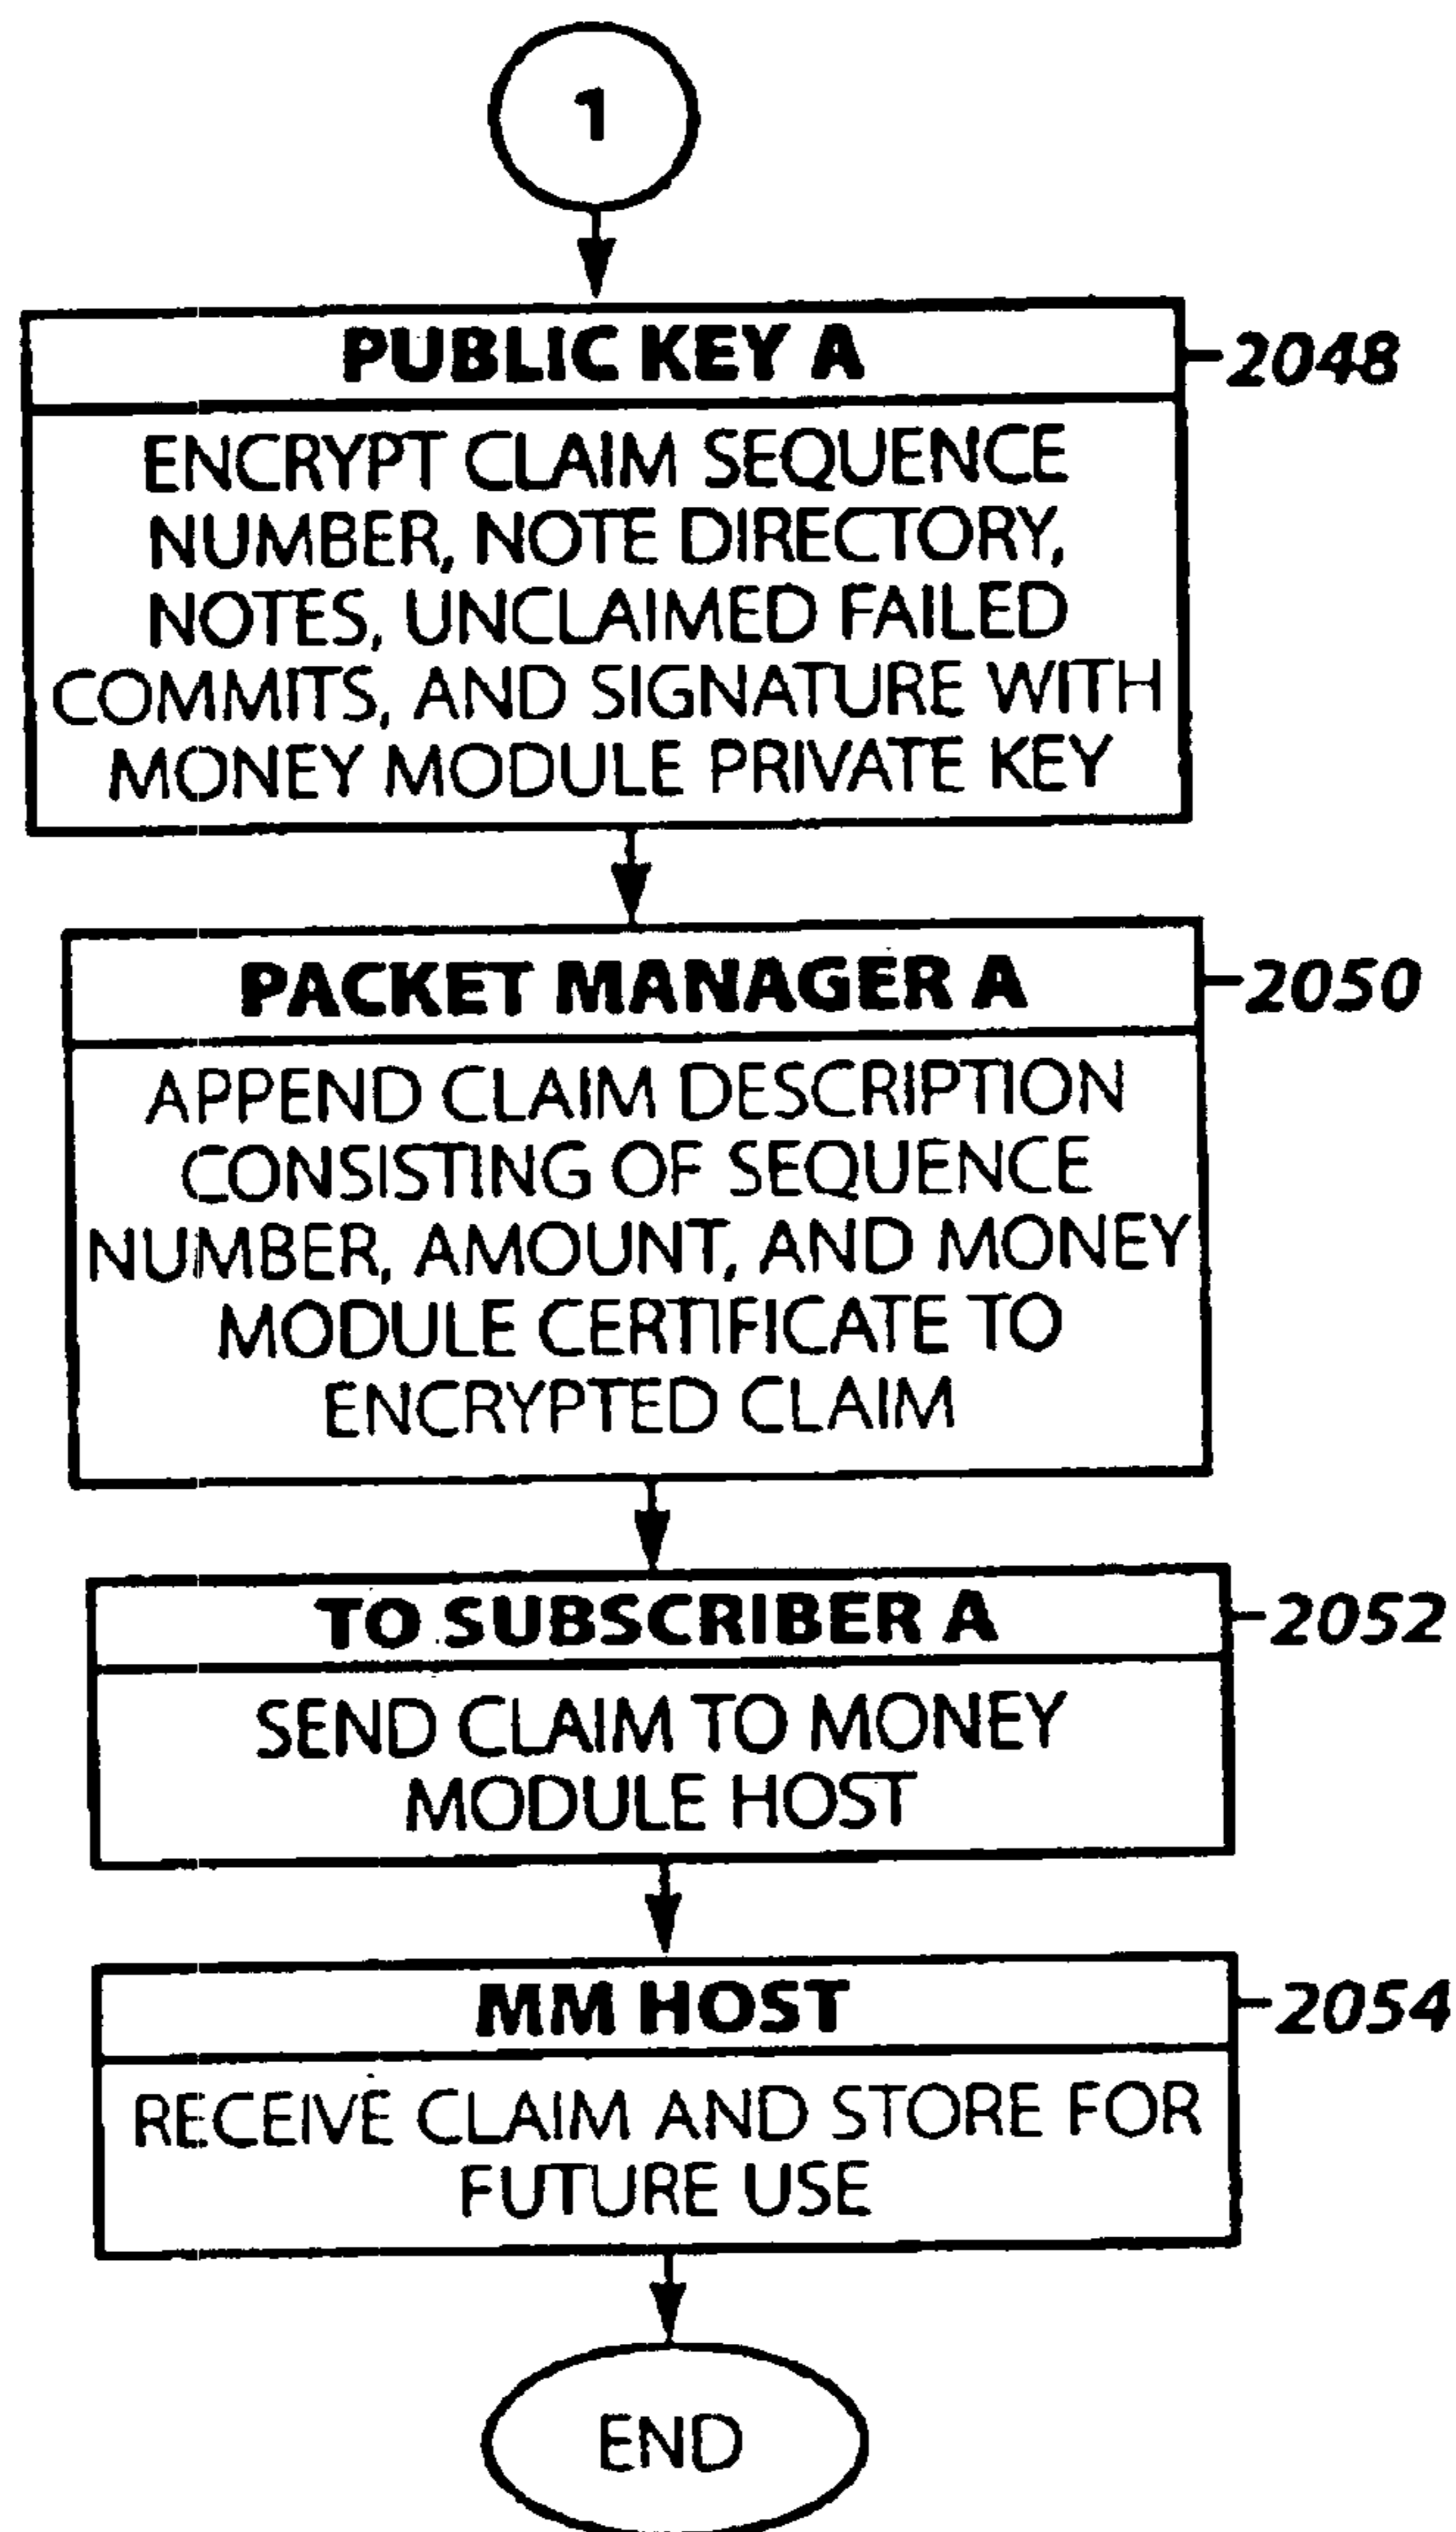 1
PUBLIC KEY A
2048
ENCRYPT CLAIM SEQUENCE
NUMBER, NOTE DIRECTORY,
NOTES, UNCLAIMED FAILED
COMMITS, AND SIGNATURE WITH
MONEY MODULE PRIVATE KEY
PACKET MANAGER A
2050
APPEND CLAIM DESCRIPTION
CONSISTING OF SEQUENCE
NUMBER, AMOUNT, AND MONEY
MODULE CERTIFICATE TO
ENCRYPTED CLAIM
TO SUBSCRIBER A
2052
SEND CLAIM TO MONEY
MODULE HOST
MM HOST
2054
RECEIVE CLAIM AND STORE FOR
FUTURE USE
END